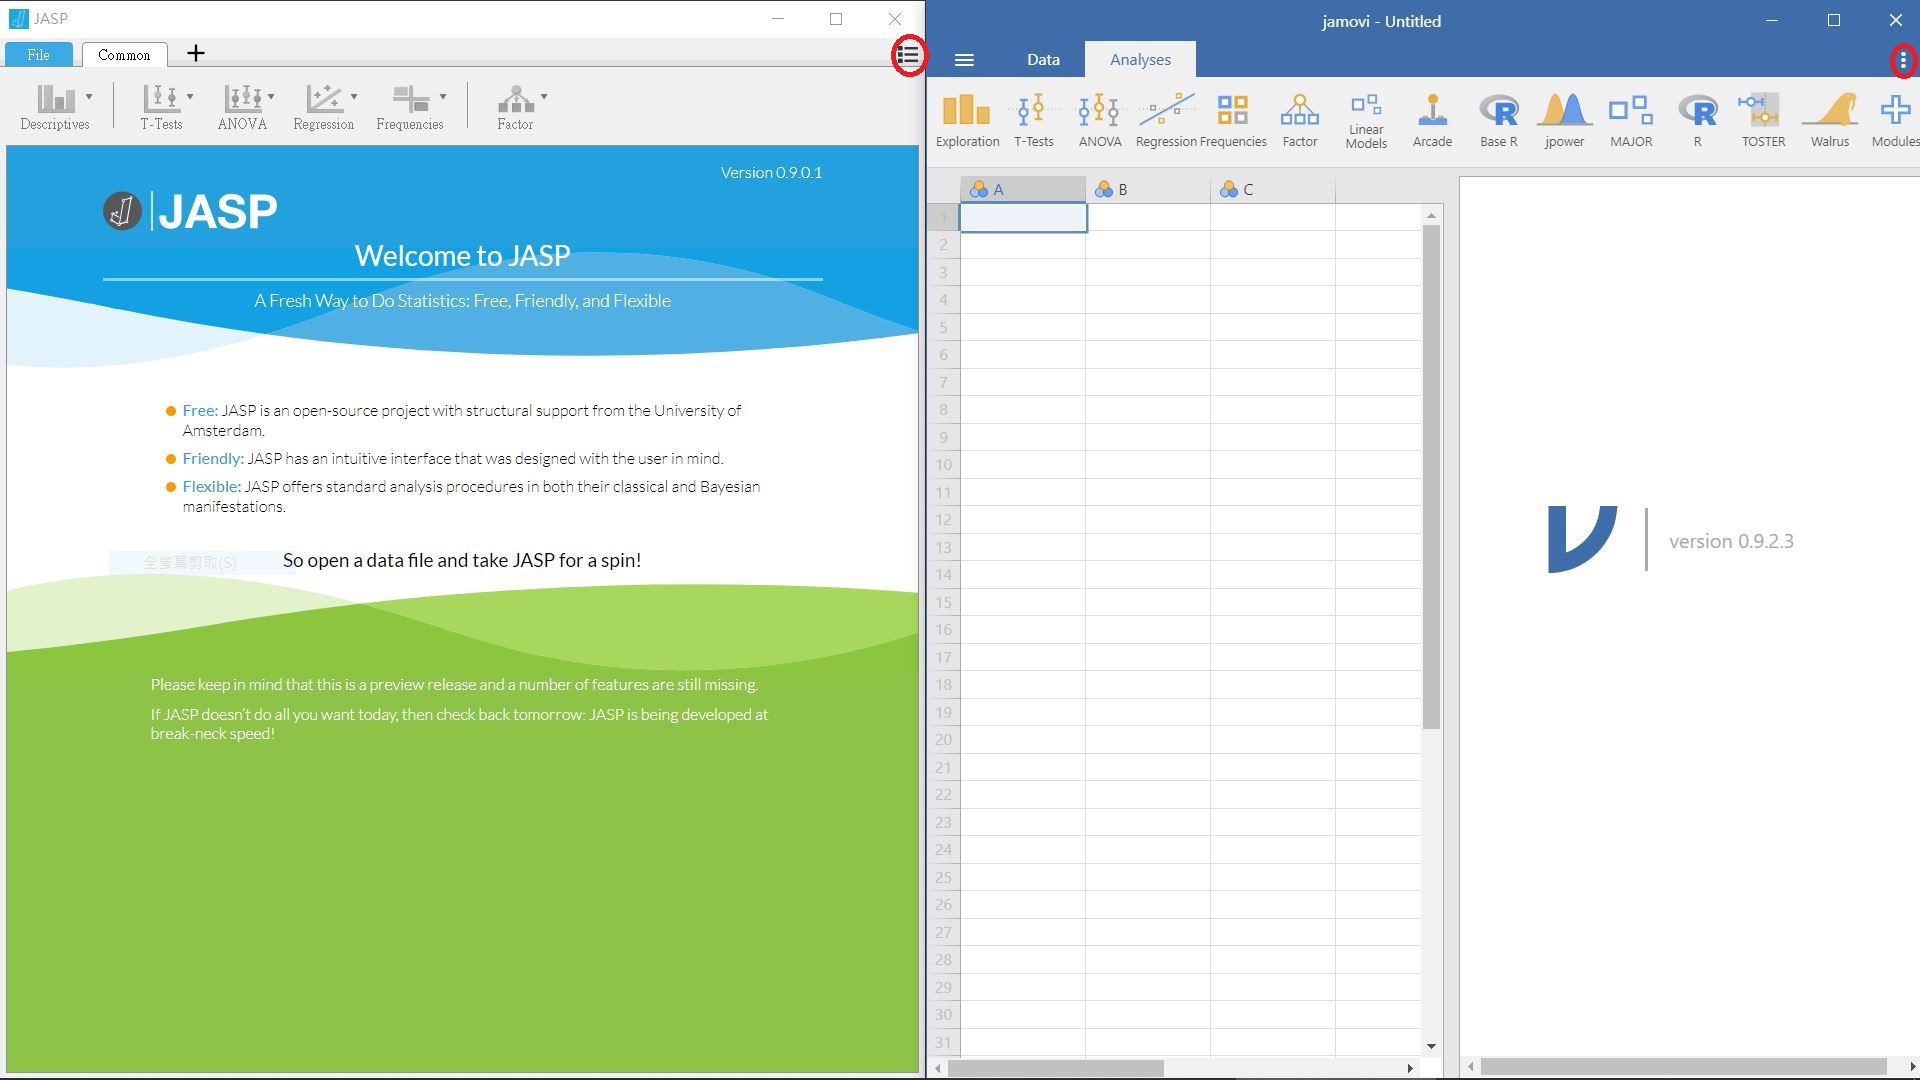 JASP
File
Common
Descriptives
T-Tests
ANOVA
Regression
Frequencies
Factor
Version 0.9.0.1
JASP
Welcome to JASP
A Fresh Way to Do Statistics: Free, Friendly, and Flexible
Free: JASP is an open-source project with structural support from the University of
Amsterdam.
Friendly: JASP has an intuitive interface that was designed with the user in mind.
Flexible: JASP offers standard analysis procedures in both their classical and Bayesian
manifestations.
全螢幕剪取(S)
So open a data file and take JASP for a spin!
Please keep in mind that this is a preview release and a number of features are still missing.
If JASP doesn't do all you want today, then check back tomorrow: JASP is being developed at
break-neck speed!
jamovi - Untitled
Data
Analyses
Exploration
T-Tests
ANOVA
Regression
Frequencies
Factor
Linear
Models
Arcade
Base R
jpower
MAJOR
R
TOSTER
Walrus
Modules
A
B
C
1
2
3
4
5
6
7
8
9
10
11
12
13
14
15
16
17
18
19
20
21
22
23
24
25
26
27
28
29
30
31
version 0.9.2.3